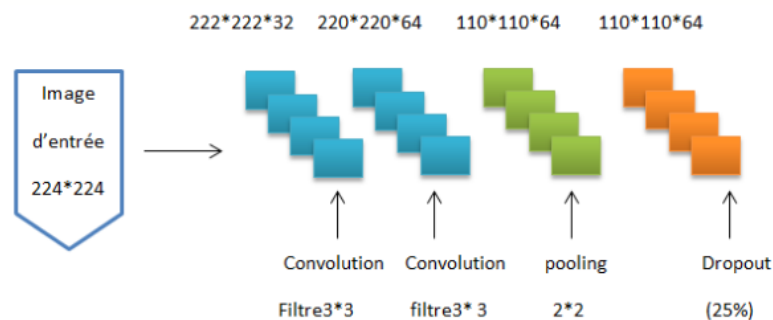 222*222*32 220*220*64 110*110*64 110*110*64
Image
d'entrée
224*224
Convolution Convolution pooling Dropout
Filtre3*3 filtre3* 3 2*2 (25%)